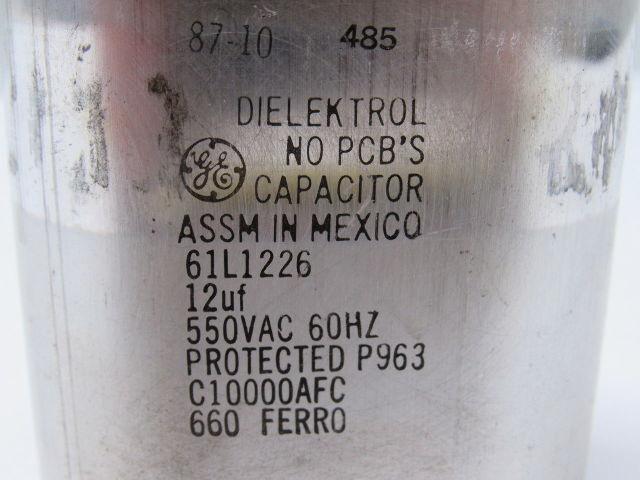 87-10 485
DIELEKTROL
NO PCB'S
GE CAPACITOR
ASSM IN MEXICO
61L1226
12uf
550VAC 60HZ
PROTECTED P963
C10000AFC
660 FERRO